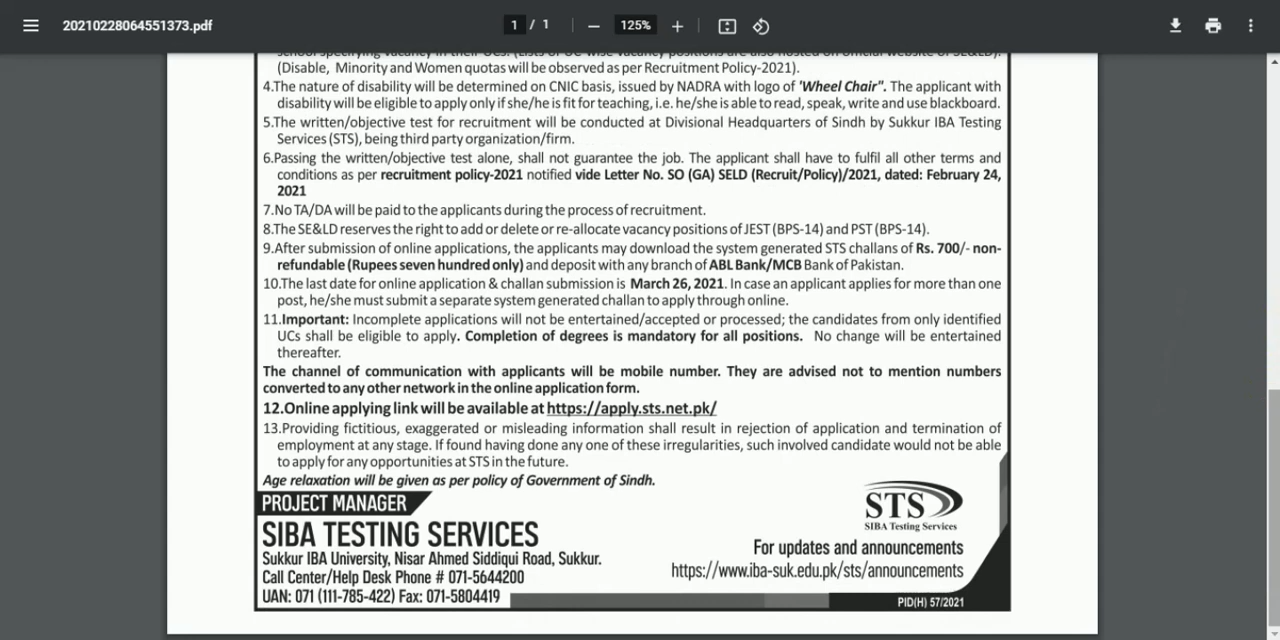 20210228064551373.pdf
1 / 1
125%
school specifying vacancy in their UCs. (Lists of UC wise vacancy positions are also hosted on official website of SE&LD).
(Disable, Minority and Women quotas will be observed as per Recruitment Policy-2021).
4.The nature of disability will be determined on CNIC basis, issued by NADRA with logo of 'Wheel Chair". The applicant with
disability will be eligible to apply only if she/he is fit for teaching, i.e. he/she is able to read, speak, write and use blackboard.
5.The written/objective test for recruitment will be conducted at Divisional Headquarters of Sindh by Sukkur IBA Testing
Services (STS), being third party organization/firm.
6.Passing the written/objective test alone, shall not guarantee the job. The applicant shall have to fulfil all other terms and
conditions as per recruitment policy-2021 notified vide Letter No. SO (GA) SELD (Recruit/Policy)/2021, dated: February 24,
2021
7.No TA/DA will be paid to the applicants during the process of recruitment.
8.The SE&LD reserves the right to add or delete or re-allocate vacancy positions of JEST (BPS-14) and PST (BPS-14).
9.After submission of online applications, the applicants may download the system generated STS challans of Rs. 700/- non-
refundable (Rupees seven hundred only) and deposit with any branch of ABL Bank/MCB Bank of Pakistan.
10.The last date for online application & challan submission is March 26, 2021. In case an applicant applies for more than one
post, he/she must submit a separate system generated challan to apply through online.
11.Important: Incomplete applications will not be entertained/accepted or processed; the candidates from only identified
UCs shall be eligible to apply. Completion of degrees is mandatory for all positions. No change will be entertained
thereafter.
The channel of communication with applicants will be mobile number. They are advised not to mention numbers
converted to any other network in the online application form.
12.Online applying link will be available at https://apply.sts.net.pk/
13.Providing fictitious, exaggerated or misleading information shall result in rejection of application and termination of
employment at any stage. If found having done any one of these irregularities, such involved candidate would not be able
to apply for any opportunities at STS in the future.
Age relaxation will be given as per policy of Government of Sindh.
PROJECT MANAGER
SIBA TESTING SERVICES
Sukkur IBA University, Nisar Ahmed Siddiqui Road, Sukkur.
Call Center/Help Desk Phone # 071-5644200
UAN: 071 (111-785-422) Fax: 071-5804419
STS
SIBA Testing Services
For updates and announcements
https://www.iba-suk.edu.pk/sts/announcements
PID(H) 57/2021